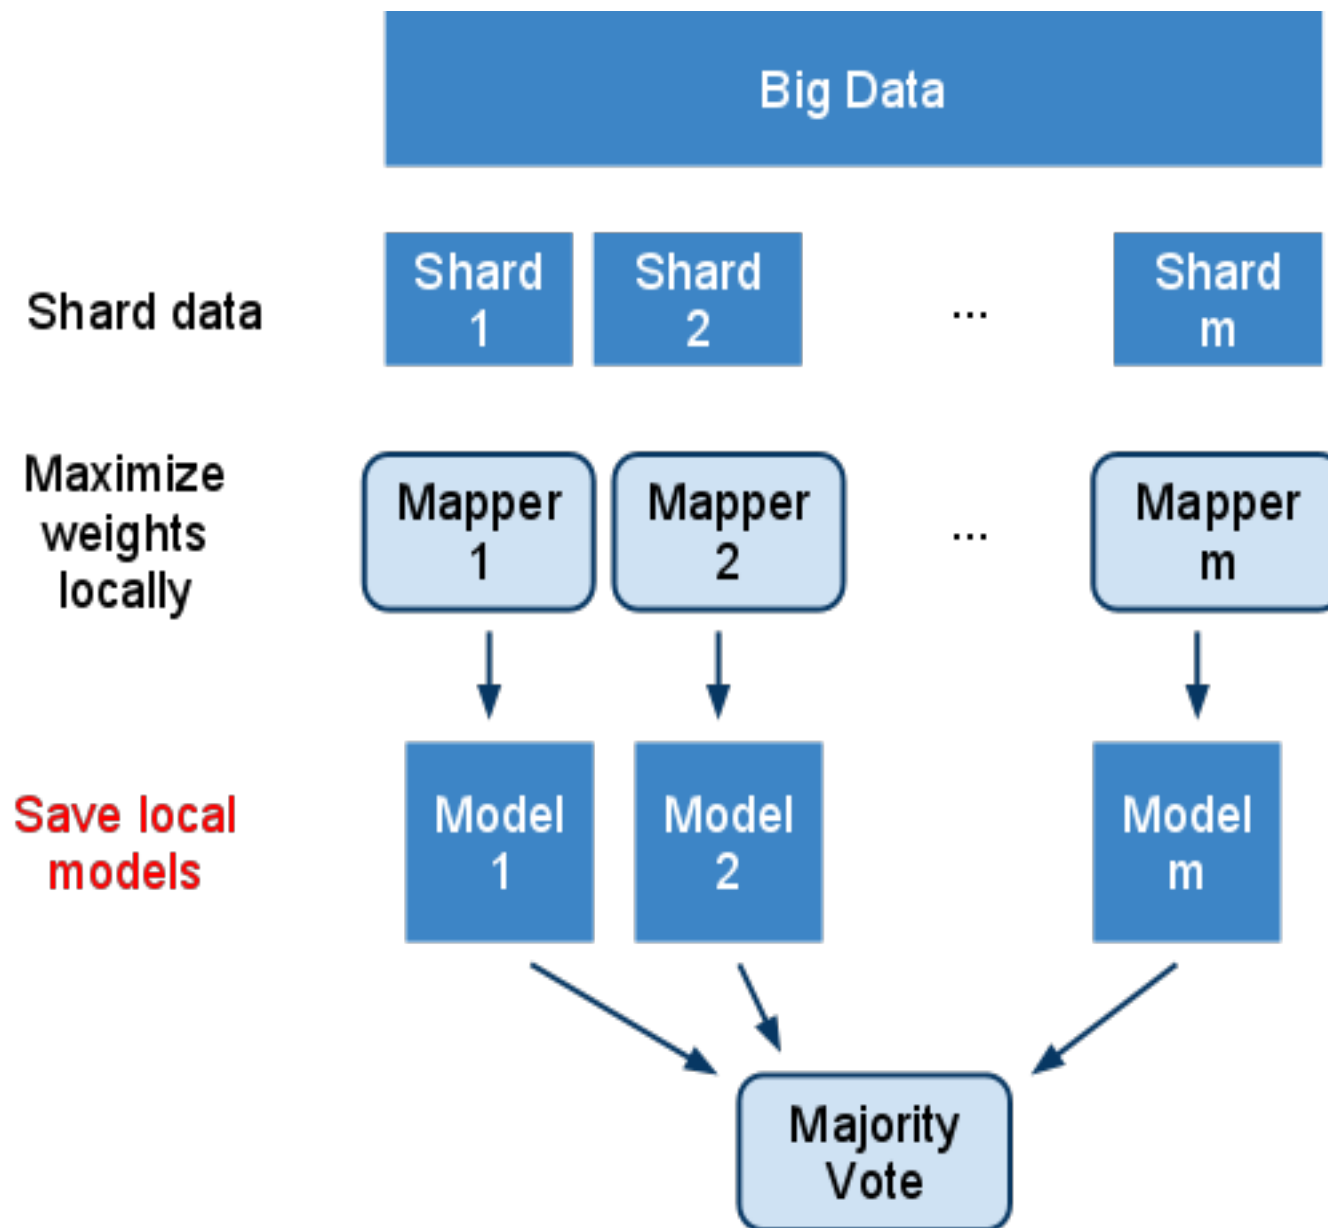 Big Data
Shard data
Shard
1
Shard
2
...
Shard
m
Maximize
weights
locally
Mapper
1
Mapper
2
...
Mapper
m
Save local
models
Model
1
Model
2
Model
m
Majority
Vote